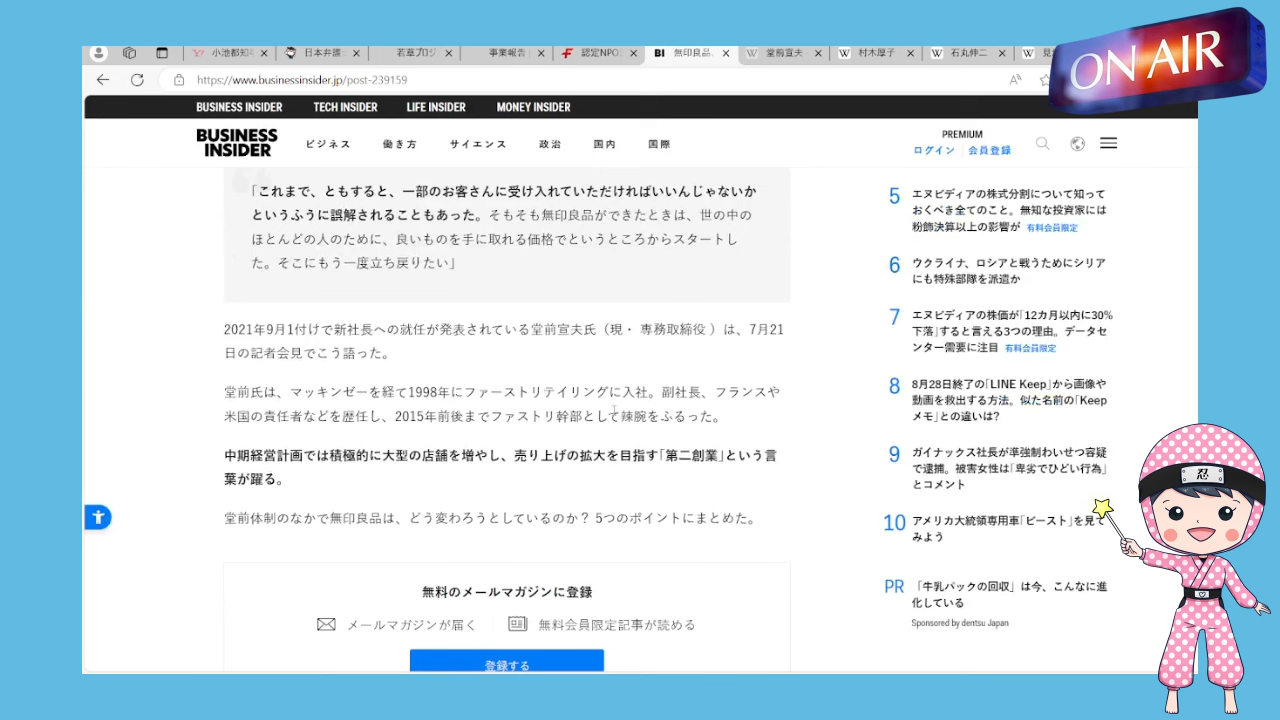 小池都知
日本弁護
若草プロジ
事業報告
認定NPO
無印良品、
堂前宣夫
村木厚子
石丸伸二
ON AIR
https://www.businessinsider.jp/post-239159
BUSINESS INSIDER TECH INSIDER LIFE INSIDER MONEY INSIDER
BUSINESS
INSIDER
ビジネス 働き方 サイエンス 政治 国内 国際
PREMIUM
ログイン 会員登録
「これまで、ともすると、一部のお客さんに受け入れていただければいいんじゃないか
というふうに誤解されることもあった。そもそも無印良品ができたときは、世の中の
ほとんどの人のために、良いものを手に取れる価格でというところからスタートし
た。そこにもう一度立ち戻りたい」
2021年9月1付けで新社長への就任が発表されている堂前宣夫氏（現・ 専務取締役 ）は、7月21
日の記者会見でこう語った。
堂前氏は、マッキンゼーを経て1998年にファーストリテイリングに入社。副社長、フランスや
米国の責任者などを歴任し、2015年前後までファストリ幹部として辣腕をふるった。
中期経営計画では積極的に大型の店舗を増やし、売り上げの拡大を目指す「第二創業」という言
葉が躍る。
堂前体制のなかで無印良品は、どう変わろうとしているのか？ 5つのポイントにまとめた。
無料のメールマガジンに登録
メールマガジンが届く 無料会員限定記事が読める
登録する
5 エヌビディアの株式分割について知って
おくべき全てのこと。無知な投資家には
粉飾決算以上の影響が 有料会員限定
6 ウクライナ、ロシアと戦うためにシリア
にも特殊部隊を派遣か
7 エヌビディアの株価が「12カ月以内に30%
下落」すると言える3つの理由。データセ
ンター需要に注目 有料会員限定
8 8月28日終了の「LINE Keep」から画像や
動画を救出する方法。似た名前の「Keep
メモ」との違いは?
9 ガイナックス社長が準強制わいせつ容疑
で逮捕。被害女性は「卑劣でひどい行為」
とコメント
10 アメリカ大統領専用車「ビースト」を見て
みよう
PR 「牛乳パックの回収」は今、こんなに進
化している
Sponsored by dentsu Japan
忍